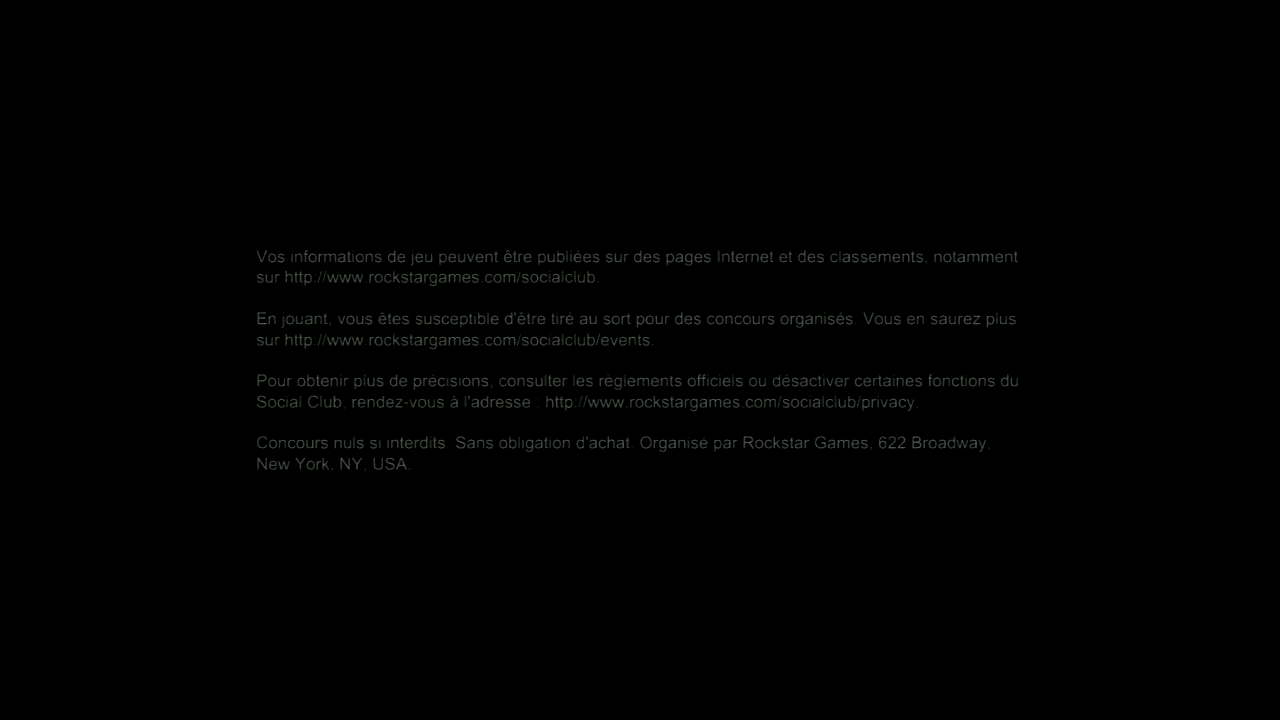 Vos informations de jeu peuvent être publiées sur des pages Internet et des classements, notamment
sur http://www.rockstargames.com/socialclub.
En jouant, vous êtes susceptible d'être tiré au sort pour des concours organisés. Vous en saurez plus
sur http://www.rockstargames.com/socialclub/events.
Pour obtenir plus de précisions, consulter les règlements officiels ou désactiver certaines fonctions du
Social Club, rendez-vous à l'adresse : http://www.rockstargames.com/socialclub/privacy.
Concours nuls si interdits. Sans obligation d'achat. Organisé par Rockstar Games, 622 Broadway,
New York, NY, USA.